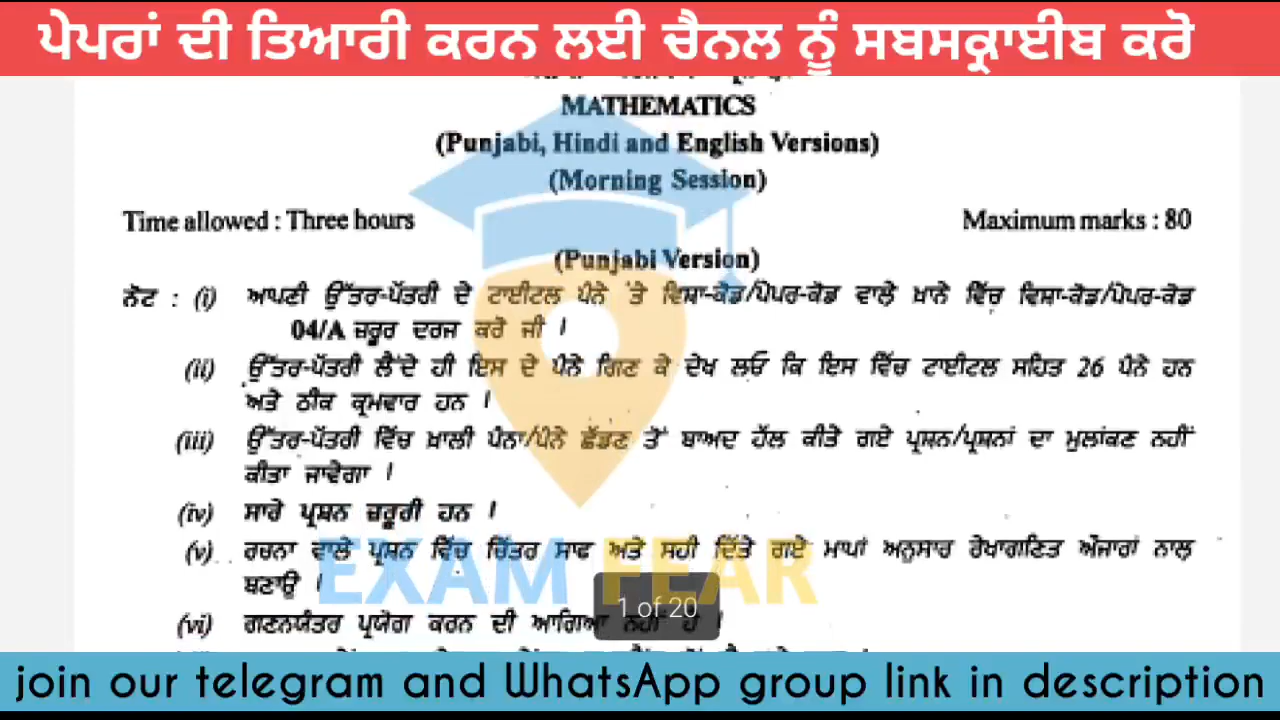 ਪੇਪਰਾਂ ਦੀ ਤਿਆਰੀ ਕਰਨ ਲਈ ਚੈਨਲ ਨੂੰ ਸਬਸਕ੍ਰਾਈਬ ਕਰੋ
MATHEMATICS
(Punjabi, Hindi and English Versions)
(Morning Session)
Time allowed : Three hours Maximum marks : 80
(Punjabi Version)
ਨੋਟ : (i) ਆਪਣੀ ਉੱਤਰ-ਪੱਤਰੀ ਦੇ ਟਾਈਟਲ ਪੰਨੇ 'ਤੇ ਵਿਸ਼ਾ-ਕੋਡ/ਪੇਪਰ-ਕੋਡ ਵਾਲੇ ਖ਼ਾਨੇ ਵਿੱਚ ਵਿਸ਼ਾ-ਕੋਡ/ਪੇਪਰ-ਕੋਡ
04/A ਜ਼ਰੂਰ ਦਰਜ ਕਰੋ ਜੀ ।
(ii) ਉੱਤਰ-ਪੱਤਰੀ ਲੈਂਦੇ ਹੀ ਇਸ ਦੇ ਪੰਨੇ ਗਿਣ ਕੇ ਦੇਖ ਲਓ ਕਿ ਇਸ ਵਿੱਚ ਟਾਈਟਲ ਸਹਿਤ 26 ਪੰਨੇ ਹਨ
ਅਤੇ ਠੀਕ ਕ੍ਰਮਵਾਰ ਹਨ ।
(iii) ਉੱਤਰ-ਪੱਤਰੀ ਵਿੱਚ ਖ਼ਾਲੀ ਪੰਨਾ/ਪੰਨੇ ਛੱਡਣ ਤੋਂ ਬਾਅਦ ਹੱਲ ਕੀਤੇ ਗਏ ਪ੍ਰਸ਼ਨ/ਪ੍ਰਸ਼ਨਾਂ ਦਾ ਮੁਲਾਂਕਣ ਨਹੀਂ
ਕੀਤਾ ਜਾਵੇਗਾ ।
(iv) ਸਾਰੇ ਪ੍ਰਸ਼ਨ ਜ਼ਰੂਰੀ ਹਨ ।
(v) ਰਚਨਾ ਵਾਲੇ ਪ੍ਰਸ਼ਨ ਵਿੱਚ ਚਿੱਤਰ ਸਾਫ ਅਤੇ ਸਹੀ ਦਿੱਤੇ ਗਏ ਮਾਪਾਂ ਅਨੁਸਾਰ ਰੇਖਾਗਣਿਤ ਔਜ਼ਾਰਾਂ ਨਾਲ
ਬਣਾਉ ।
EXAM FEAR
1 of 20
(vi) ਗਣਨਯੰਤਰ ਪ੍ਰਯੋਗ ਕਰਨ ਦੀ ਆਗਿਆ ਨਹੀਂ ਹੈ ।
join our telegram and WhatsApp group link in description